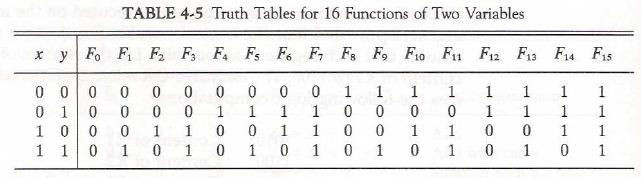 TABLE 4-5 Truth Tables for 16 Functions of Two Variables
x y F₀ F₁ F₂ F₃ F₄ F₅ F₆ F₇ F₈ F₉ F₁₀ F₁₁ F₁₂ F₁₃ F₁₄ F₁₅
0 0 0 0 0 0 0 0 0 0 1 1 1 1 1 1 1 1
0 1 0 0 0 0 1 1 1 1 0 0 0 0 1 1 1 1
1 0 0 0 1 1 0 0 1 1 0 0 1 1 0 0 1 1
1 1 0 1 0 1 0 1 0 1 0 1 0 1 0 1 0 1